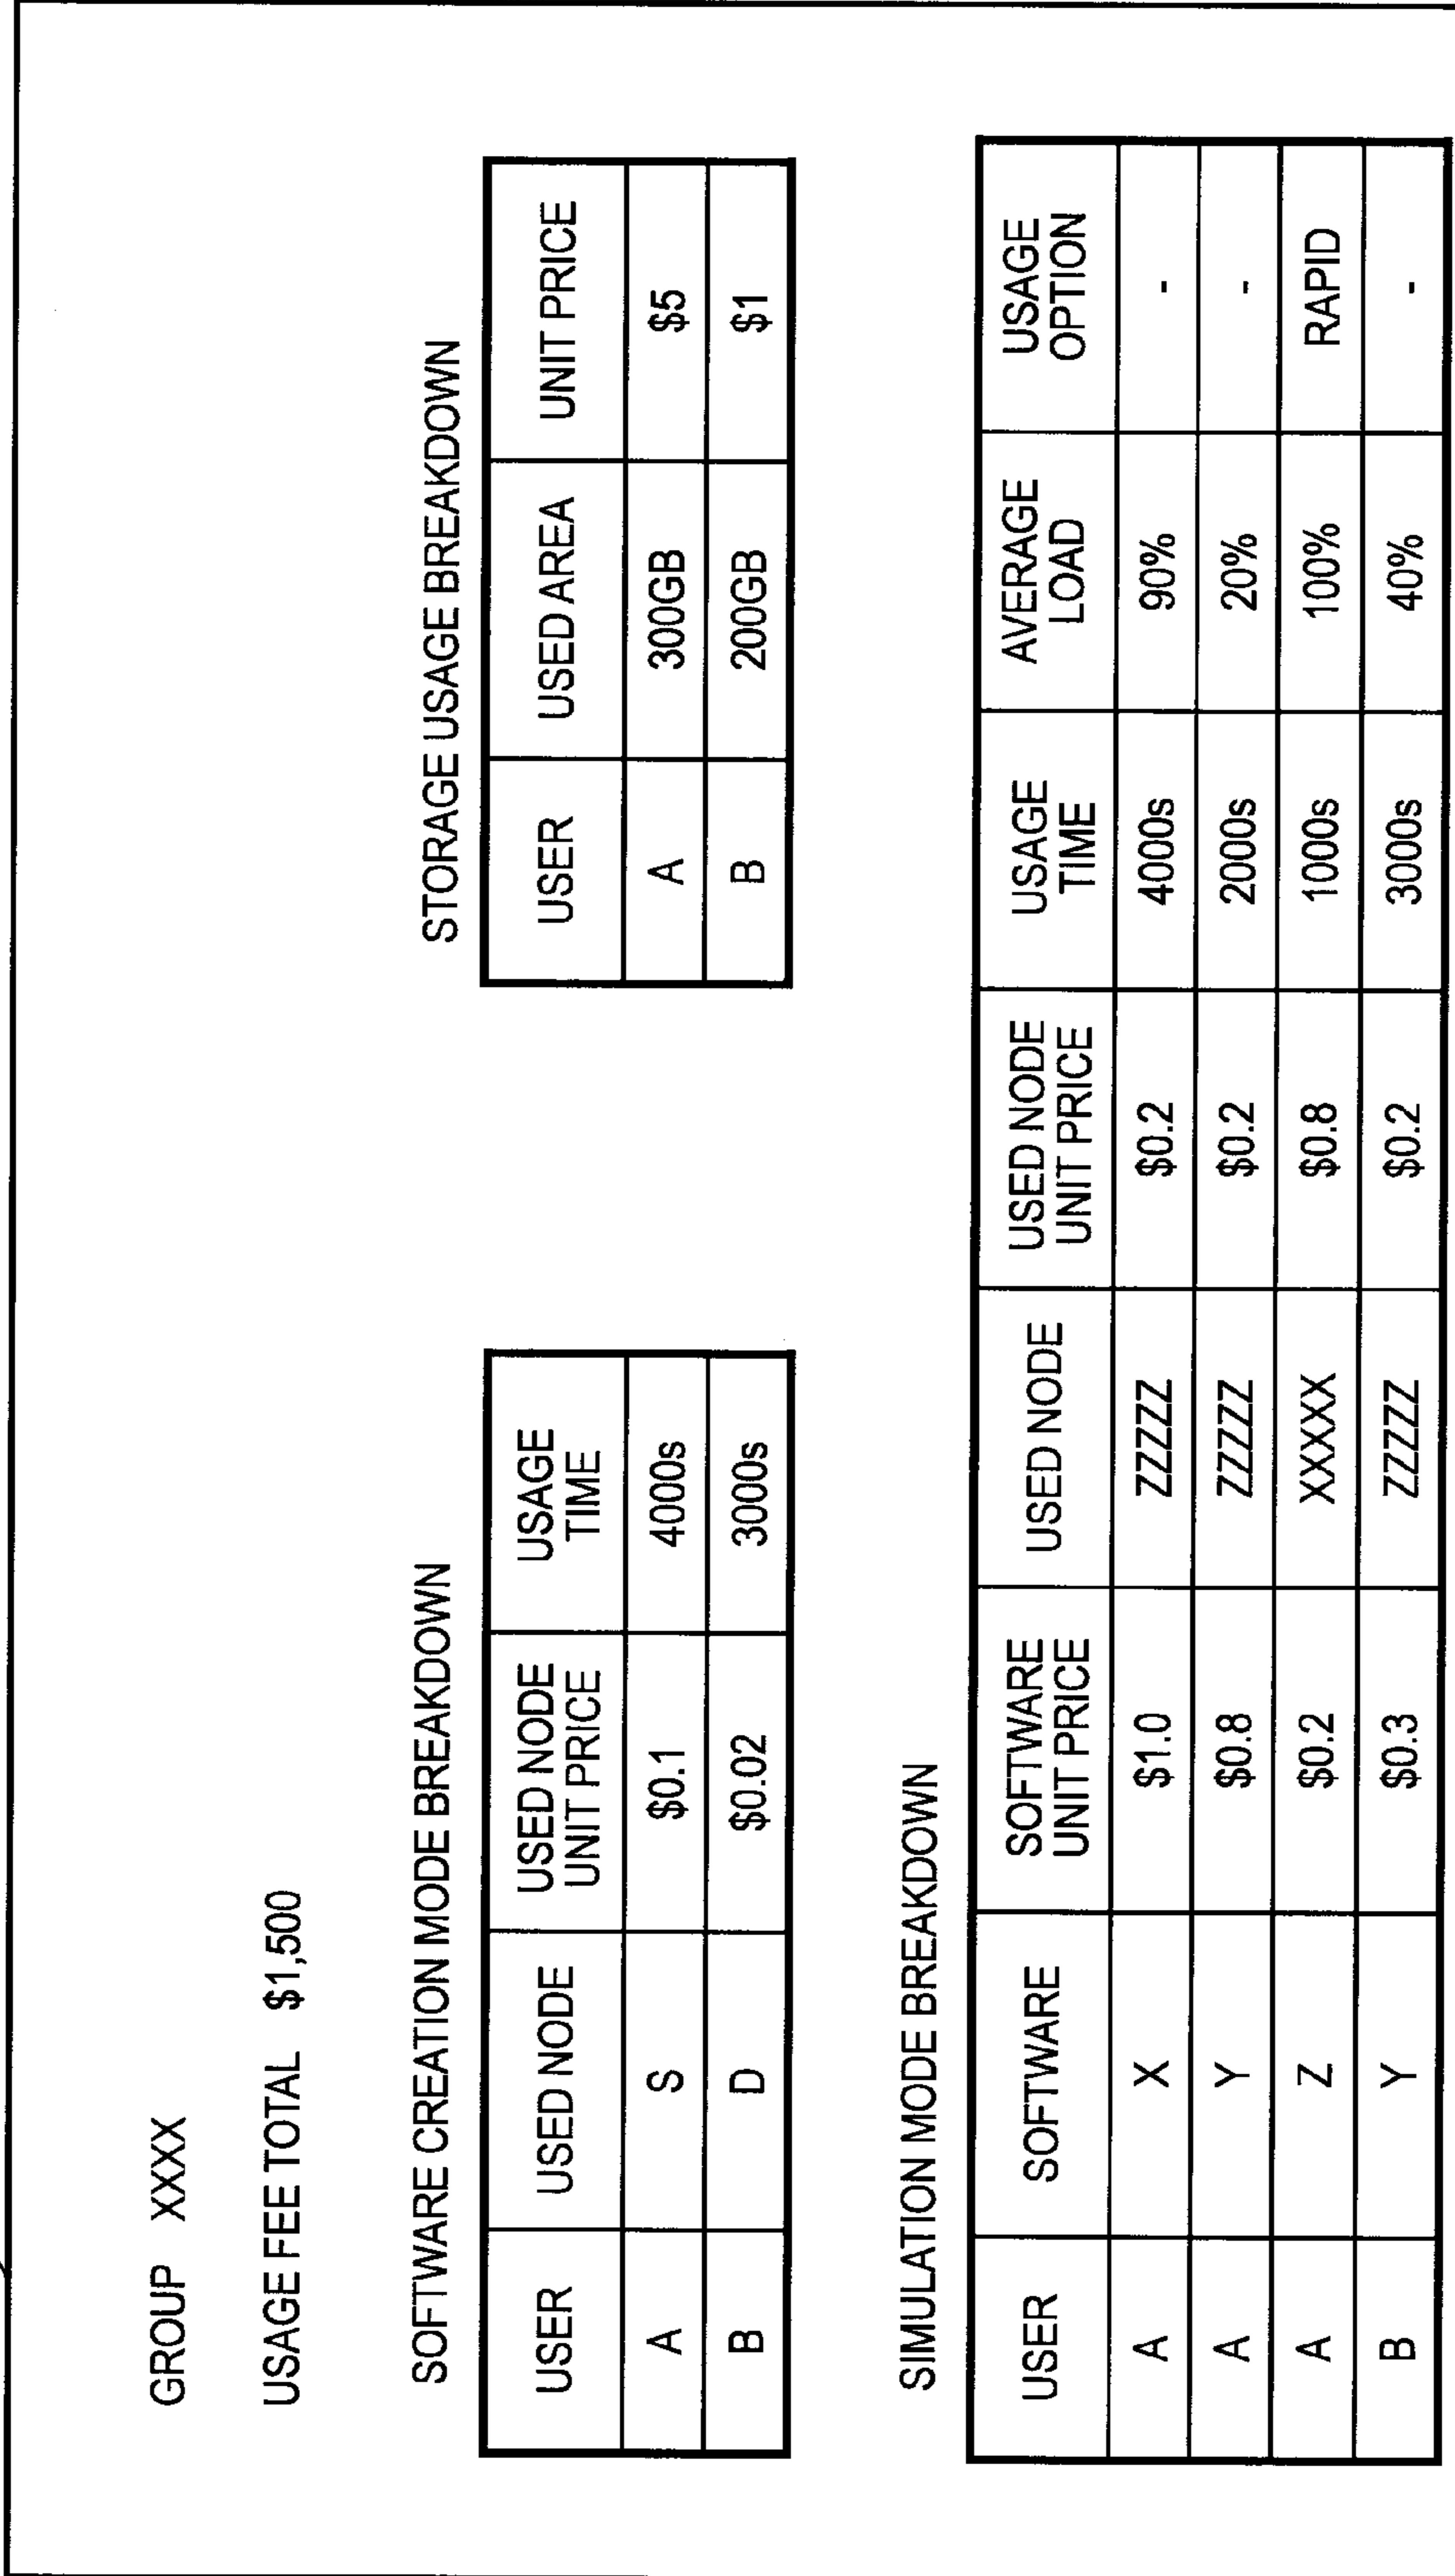 GROUP XXXX
USAGE FEE TOTAL $1,500
SOFTWARE CREATION MODE BREAKDOWN
USER USED NODE USED NODE UNIT PRICE USAGE TIME
A S $0.1 4000s
B D $0.02 3000s
STORAGE USAGE BREAKDOWN
USER USED AREA UNIT PRICE
A 300GB $5
B 200GB $1
SIMULATION MODE BREAKDOWN
USER SOFTWARE SOFTWARE UNIT PRICE USED NODE USED NODE UNIT PRICE USAGE TIME AVERAGE LOAD USAGE OPTION
A X $1.0 ZZZZZ $0.2 4000s 90% -
A Y $0.8 ZZZZZ $0.2 2000s 20% -
A Z $0.2 XXXXX $0.8 1000s 100% RAPID
B Y $0.3 ZZZZZ $0.2 3000s 40% -